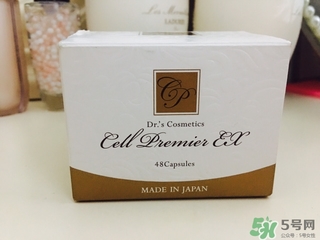 CP
Dr.'s Cosmetics
Cell Premier EX
48Capsules
MADE IN JAPAN
5号网